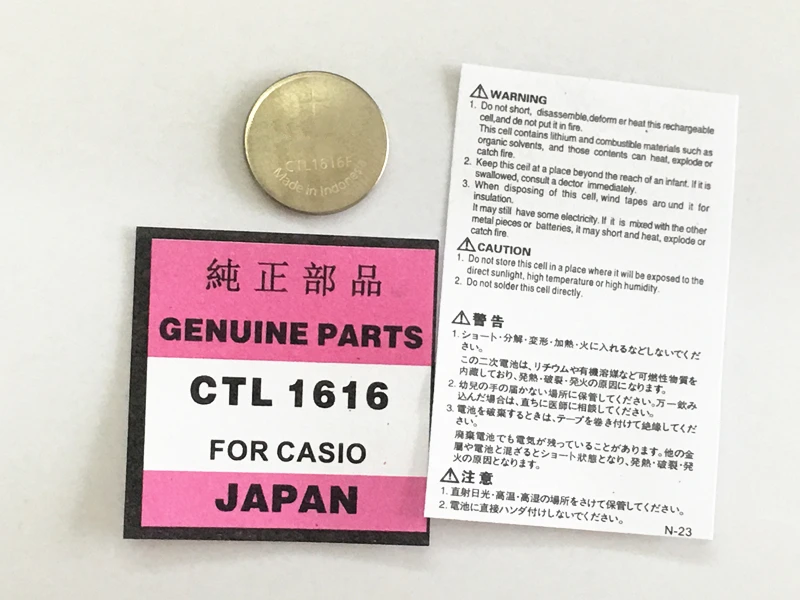 +
CTL1616F
Made in Indonesia
純正部品
GENUINE PARTS
CTL 1616
FOR CASIO
JAPAN
⚠WARNING
1. Do not short, disassemble,deform er heat this rechargeable
cell,and de not put it in fire.
This cell contains lithium and combustible materials such as
organic solvents, and those contents can heat, explode or
catch fire.
2. Keep this ceil at a place beyond the reach of an infant. If it is
swallowed, consult a dector immediately.
3. When disposing of this cell, wind tapes aro und it for
insulation.
It may still have some electricity. If it is mixed with the other
metal pieces or batteries, it may short and heat, explode or
catch fire.
⚠CAUTION
1. Do not store this cell in a place where it will be exposed to the
direct sunlight, high temperature or high humidity.
2. Do not solder this cell directly.
⚠警告
1. ショート・分解・変形・加熱・火に入れるなどしないでくだ
さい。
この二次電池は、リチウムや有機溶媒など可燃性物質を
内蔵しており、発熱・破裂・発火の原因になります。
2. 幼児の手の届かない場所に保管してください。万一飲み
込んだ場合は、直ちに医師に相談してください。
3. 電池を破棄するときは、テープを巻き付けて絶縁してくだ
さい。
廃棄電池でも電気が残っていることがあります。他の金
属や電池と混ざるとショート状態となり、発熱・破裂・発
火の原因となります。
⚠注意
1. 直射日光・高温・高湿の場所をさけて保管してください。
2. 電池に直接ハンダ付けしないでください。
N-23